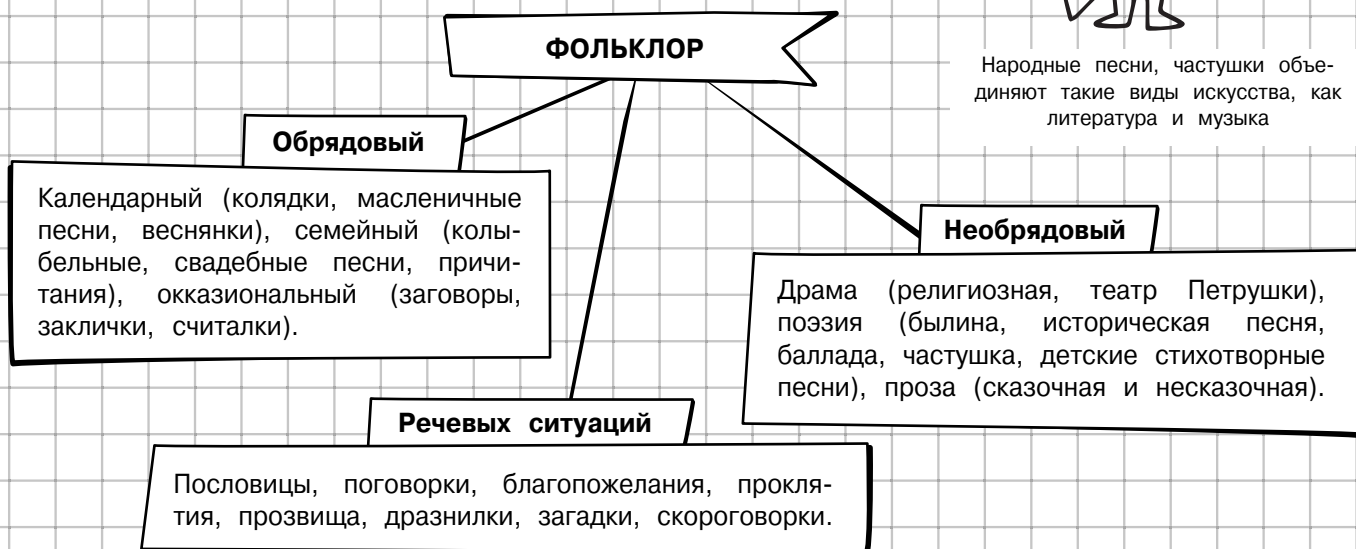 ФОЛЬКЛОР
Народные песни, частушки объе-
диняют такие виды искусства, как
литература и музыка
Обрядовый
Календарный (колядки, масленичные
песни, веснянки), семейный (колы-
бельные, свадебные песни, причи-
тания), окказиональный (заговоры,
заклички, считалки).
Необрядовый
Драма (религиозная, театр Петрушки),
поэзия (былина, историческая песня,
баллада, частушка, детские стихотворные
песни), проза (сказочная и несказочная).
Речевых ситуаций
Пословицы, поговорки, благопожелания, прокля-
тия, прозвища, дразнилки, загадки, скороговорки.